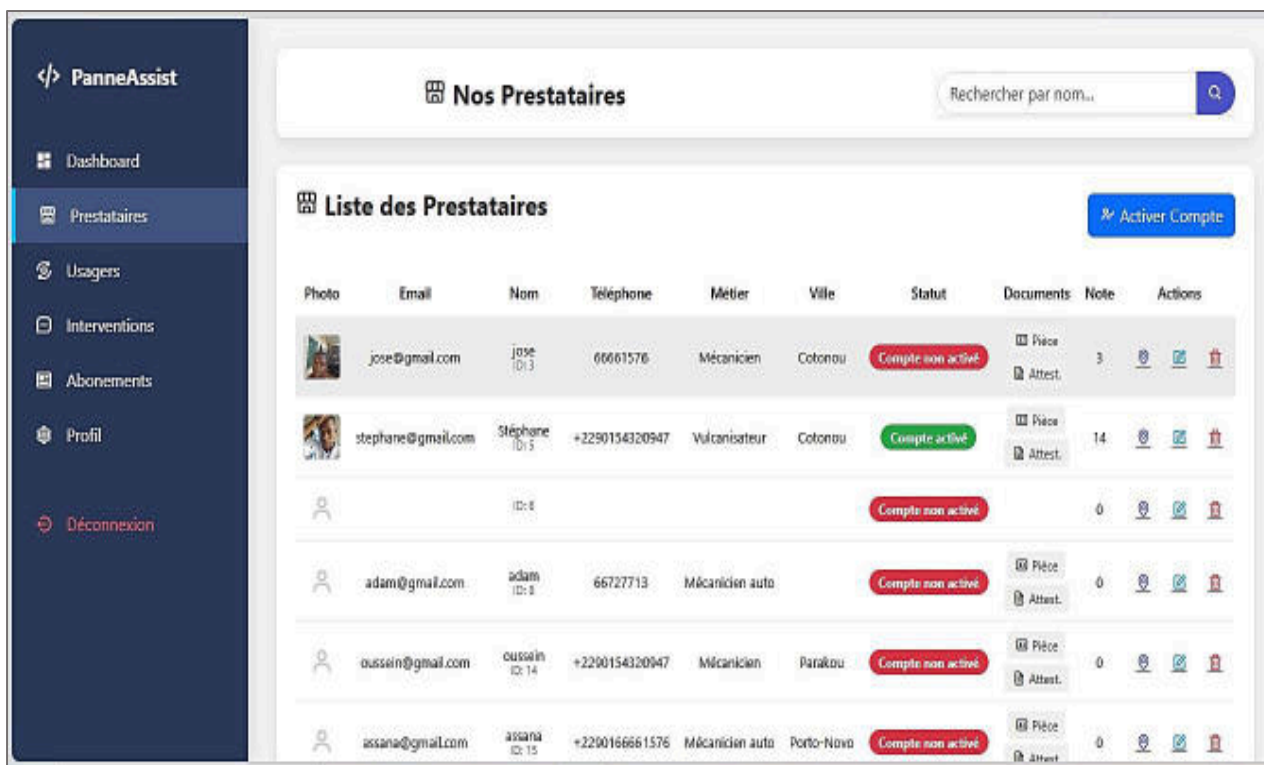 </> PanneAssist
Dashboard
Prestataires
Usagers
Interventions
Abonements
Profil
Déconnexion
Nos Prestataires
Rechercher par nom...
Liste des Prestataires
Activer Compte
Photo Email Nom Téléphone Métier Ville Statut Documents Note Actions
jose@gmail.com jose 66661576 Mécanicien Cotonou Compte non activé Pièce 3
ID:3 Attest.
stephane@gmail.com Stéphane +2290154320947 Vulcanisateur Cotonou Compte activé Pièce 14
ID:5 Attest.
ID: Compte non activé 0
adam@gmail.com adam 66727713 Mécanicien auto Compte non activé Pièce 0
ID: Attest.
oussein@gmail.com oussein +2290154320947 Mécanicien Parakou Compte non activé Pièce 0
ID: 14 Attest.
assana@gmail.com assana +2290166661576 Mécanicien auto Porto-Novo Compte non activé Pièce 0
ID: 15 Attest.